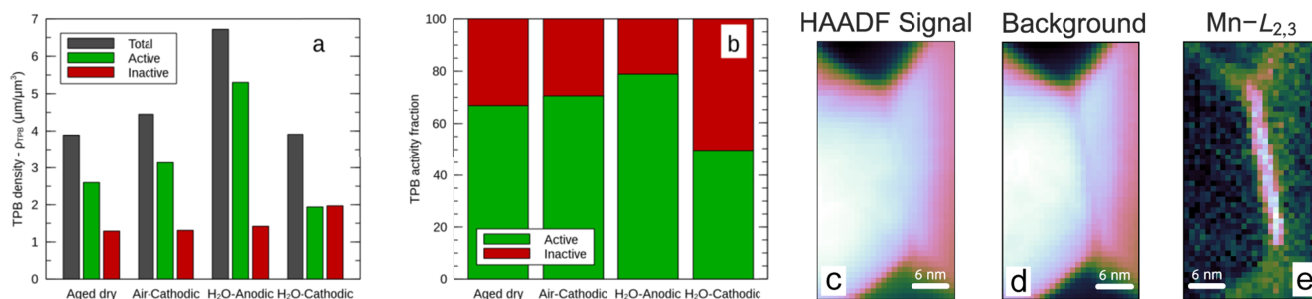 a
TPB density - ρTPB (μm/μm³)
7
6
5
4
3
2
1
0
Total
Active
Inactive
Aged dry
Air-Cathodic
H₂O-Anodic
H₂O-Cathodic
b
TPB activity fraction
100
80
60
40
20
0
Active
Inactive
Aged dry
Air-Cathodic
H₂O-Anodic
H₂O-Cathodic
HAADF Signal
c
6 nm
Background
d
6 nm
Mn-L₂,₃
6 nm
e